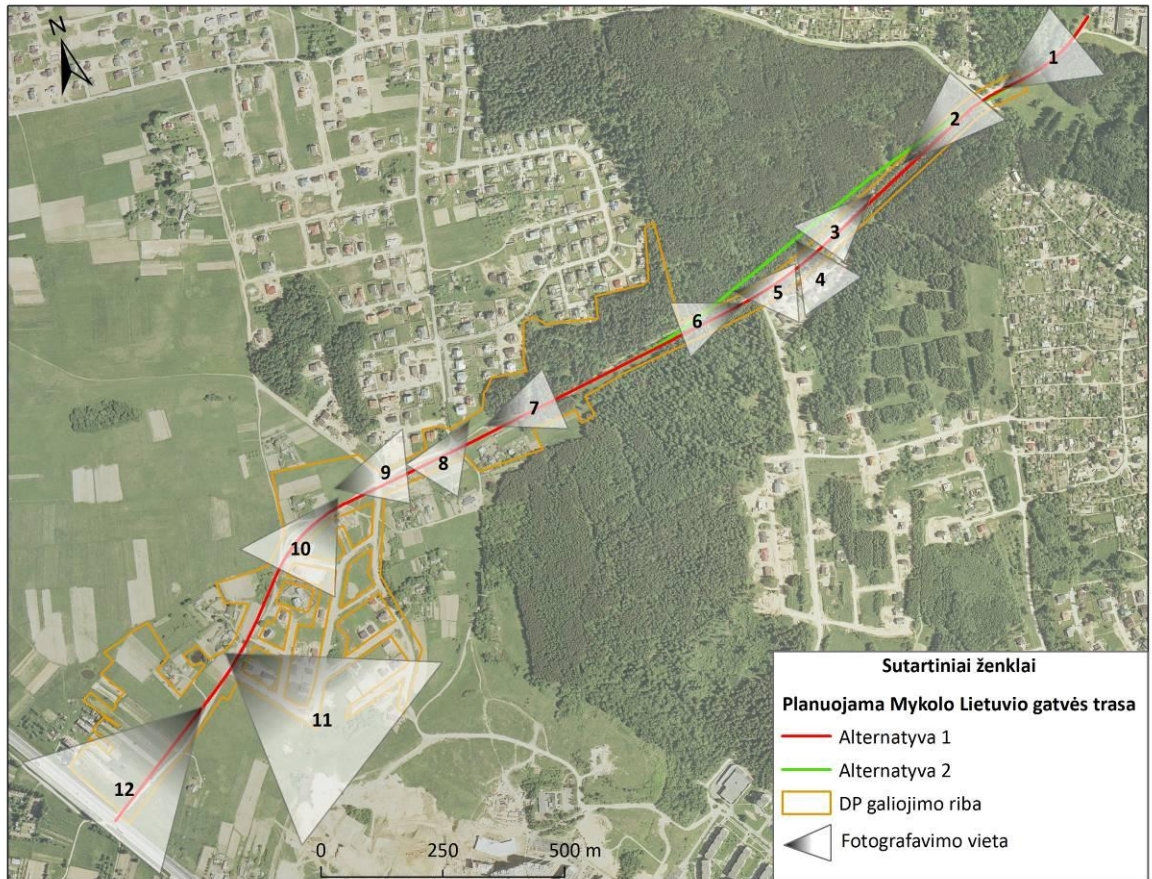 N
1
2
3
4
5
6
7
8
9
10
11
12
0 250 500 m
Sutartiniai ženklai
Planuojama Mykolo Lietuvio gatvės trasa
Alternatyva 1
Alternatyva 2
DP galiojimo riba
Fotografavimo vieta